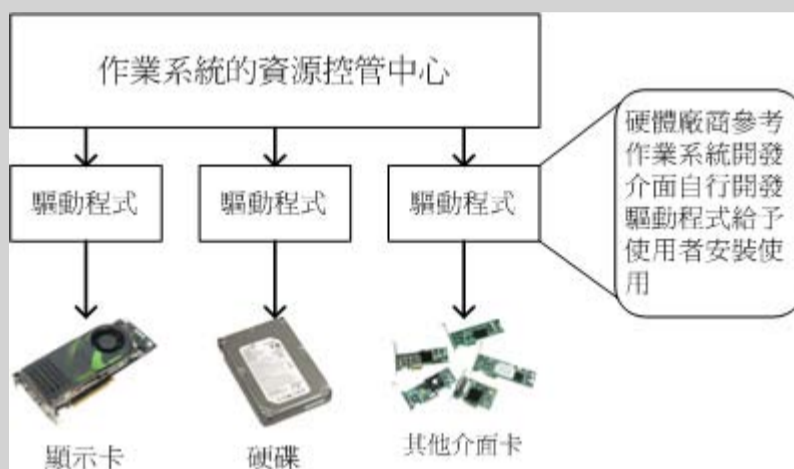 作業系統的資源控管中心
驅動程式
驅動程式
驅動程式
硬體廠商參考
作業系統開發
介面自行開發
驅動程式給予
使用者安裝使
用
顯示卡
硬碟
其他介面卡